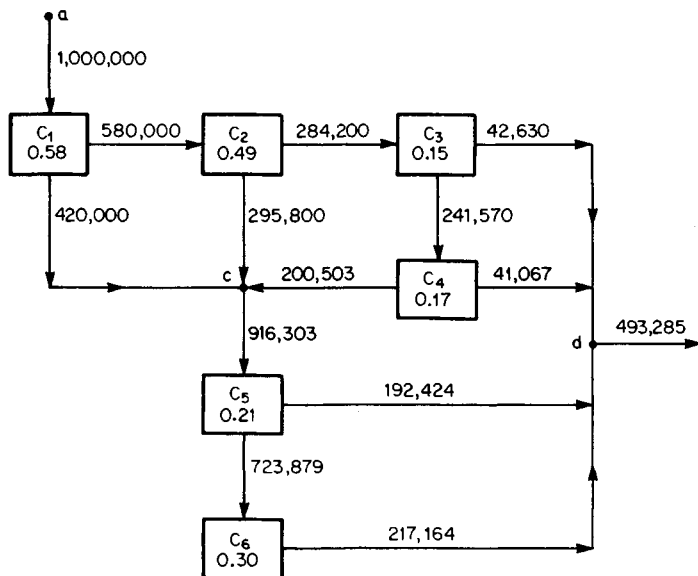 a
1,000,000
C1 580,000 C2 284,200 C3 42,630
0.58 0.49 0.15
420,000 295,800 241,570
c 200,503 C4 41,067
0.17
916,303 d 493,285
C5 192,424
0.21
723,879
C6 217,164
0.30